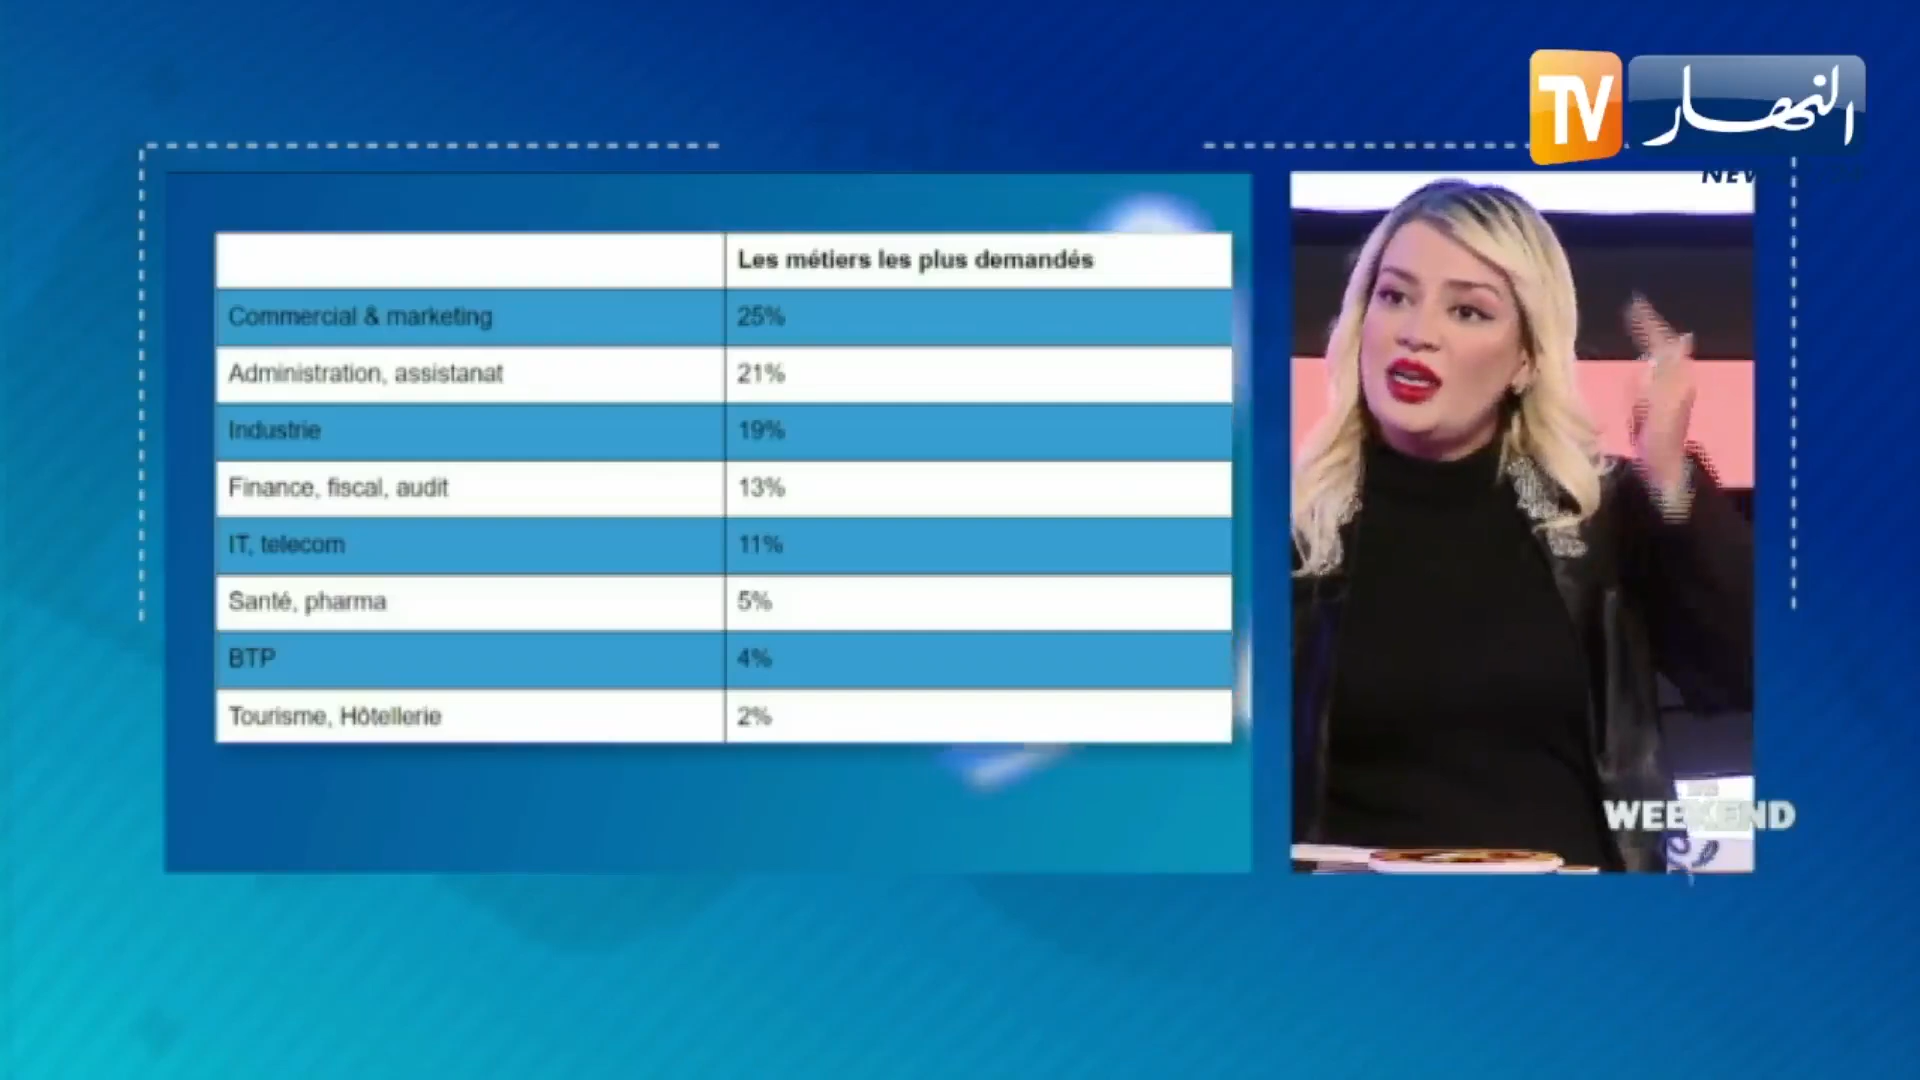 TV النهار
NEW
Les métiers les plus demandés
Commercial & marketing 25%
Administration, assistanat 21%
Industrie 19%
Finance, fiscal, audit 13%
IT, telecom 11%
Santé, pharma 5%
BTP 4%
Tourisme, Hôtellerie 2%
WEEKEND